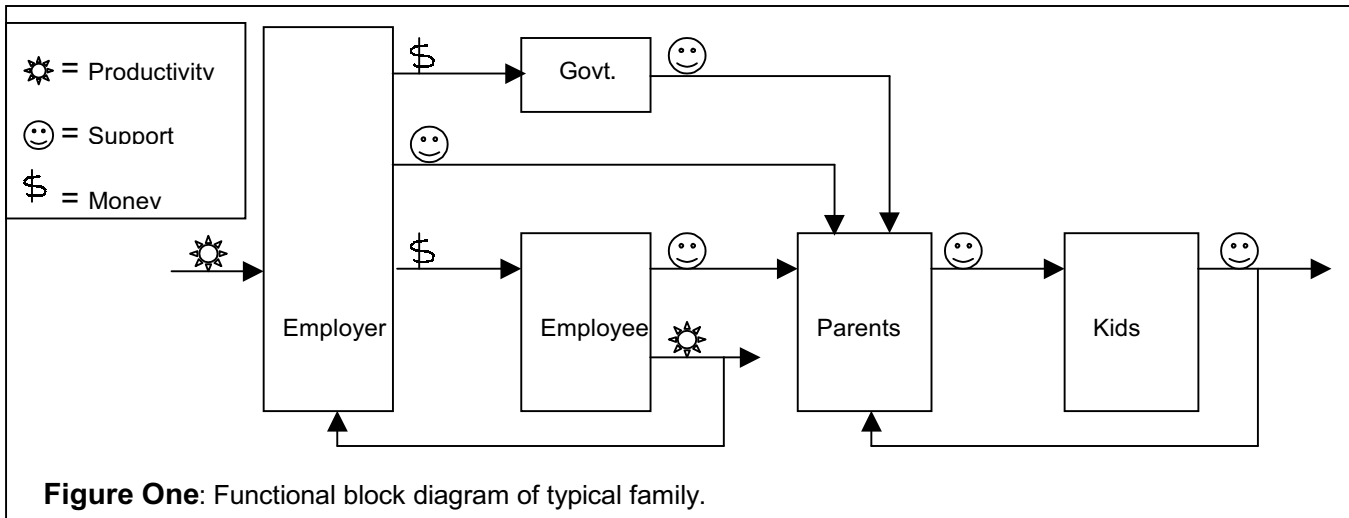 = Productivity
= Support
$ = Money
$
Govt.
$
Employer
Employee
Parents
Kids
Figure One: Functional block diagram of typical family.